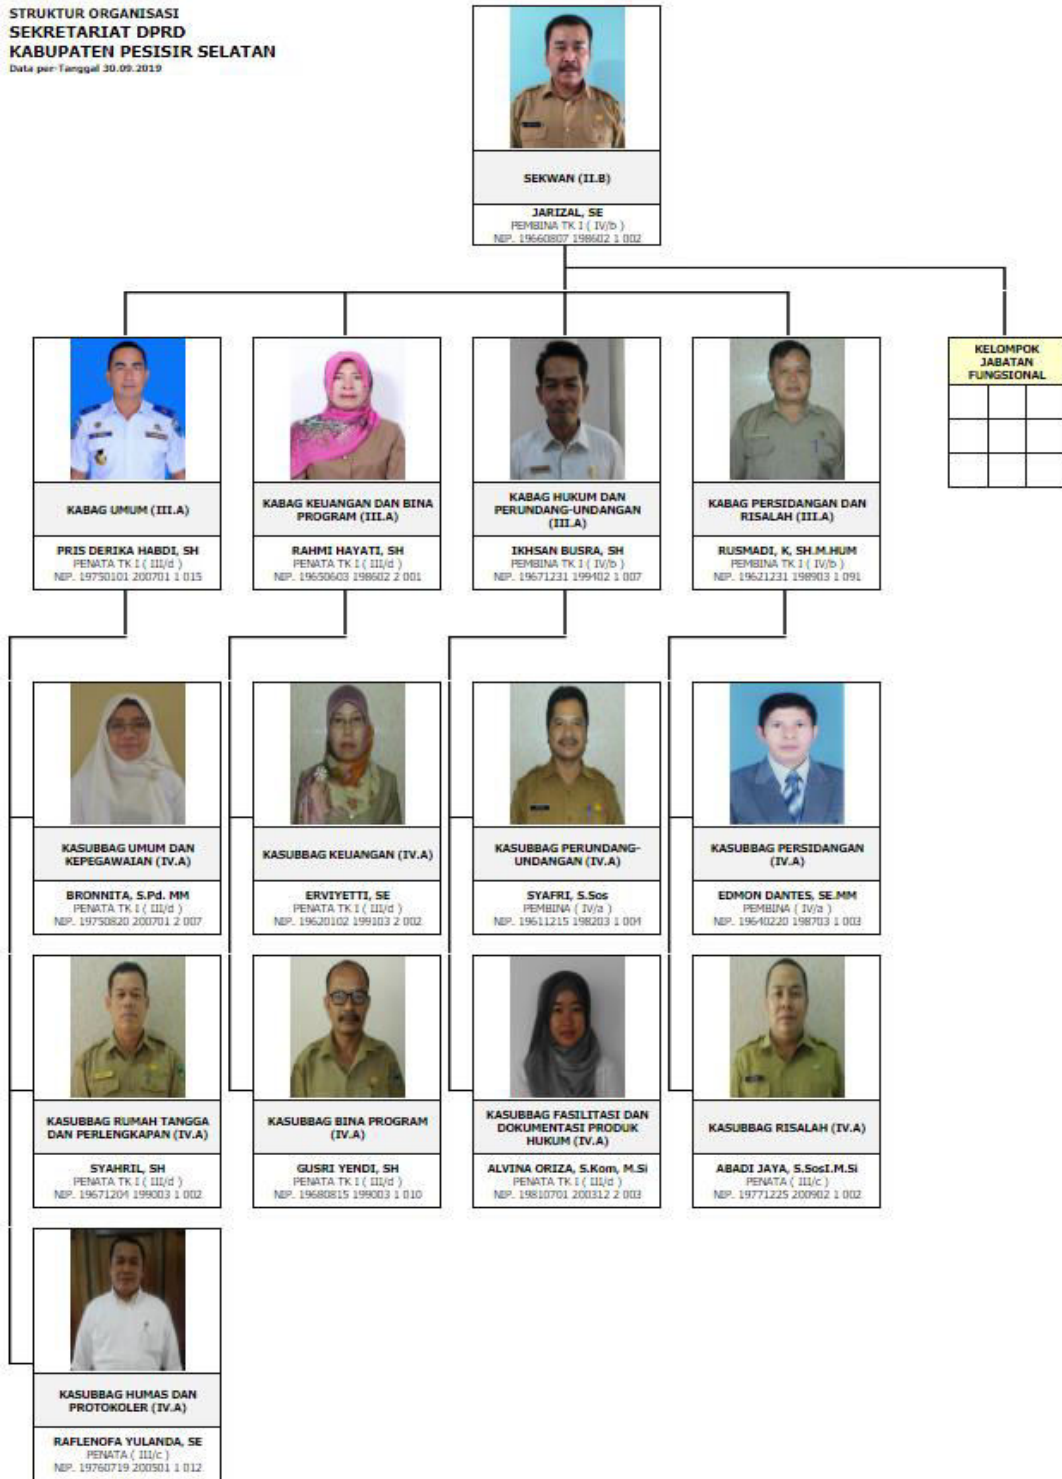 STRUKTUR ORGANISASI
SEKRETARIAT DPRD
KABUPATEN PESISIR SELATAN
Data per-Tanggal 30.09.2019
SEKWAN (II.B)
JARIZAL, SE
PEMBINA TK I ( IV/b )
NIP. 19660807 198602 1 002
KABAG UMUM (III.A)
PRIS DERIKA HABDI, SH
PENATA TK I ( III/d )
NIP. 19750101 200701 1 015
KABAG KEUANGAN DAN BINA
PROGRAM (III.A)
RAHMI HAYATI, SH
PENATA TK I ( III/d )
NIP. 19650603 198602 2 001
KABAG HUKUM DAN
PERUNDANG-UNDANGAN
(III.A)
IKHSAN BUSRA, SH
PEMBINA TK I ( IV/b )
NIP. 19671231 199402 1 007
KABAG PERSIDANGAN DAN
RISALAH (III.A)
RUSMADI, K, SH.M.HUM
PEMBINA TK I ( IV/b )
NIP. 19621231 198903 1 091
KELOMPOK
JABATAN
FUNGSIONAL
KASUBBAG UMUM DAN
KEPEGAWAIAN (IV.A)
BRONNITA, S.Pd. MM
PENATA TK I ( III/d )
NIP. 19750820 200701 2 007
KASUBBAG KEUANGAN (IV.A)
ERVIYETTI, SE
PENATA TK I ( III/d )
NIP. 19620102 199103 2 002
KASUBBAG PERUNDANG-
UNDANGAN (IV.A)
SYAFRI, S.Sos
PEMBINA ( IV/a )
NIP. 19611215 198203 1 004
KASUBBAG PERSIDANGAN
(IV.A)
EDMON DANTES, SE.MM
PEMBINA ( IV/a )
NIP. 19640220 198703 1 003
KASUBBAG RUMAH TANGGA
DAN PERLENGKAPAN (IV.A)
SYAHRIL, SH
PENATA TK I ( III/d )
NIP. 19671204 199003 1 002
KASUBBAG BINA PROGRAM
(IV.A)
GUSRI YENDI, SH
PENATA TK I ( III/d )
NIP. 19680815 199003 1 010
KASUBBAG FASILITASI DAN
DOKUMENTASI PRODUK
HUKUM (IV.A)
ALVINA ORIZA, S.Kom, M.Si
PENATA TK I ( III/d )
NIP. 19810701 200312 2 003
KASUBBAG RISALAH (IV.A)
ABADI JAYA, S.SosI.M.Si
PENATA ( III/c )
NIP. 19771225 200902 1 002
KASUBBAG HUMAS DAN
PROTOKOLER (IV.A)
RAFLENOFA YULANDA, SE
PENATA ( III/c )
NIP. 19760719 200501 1 012